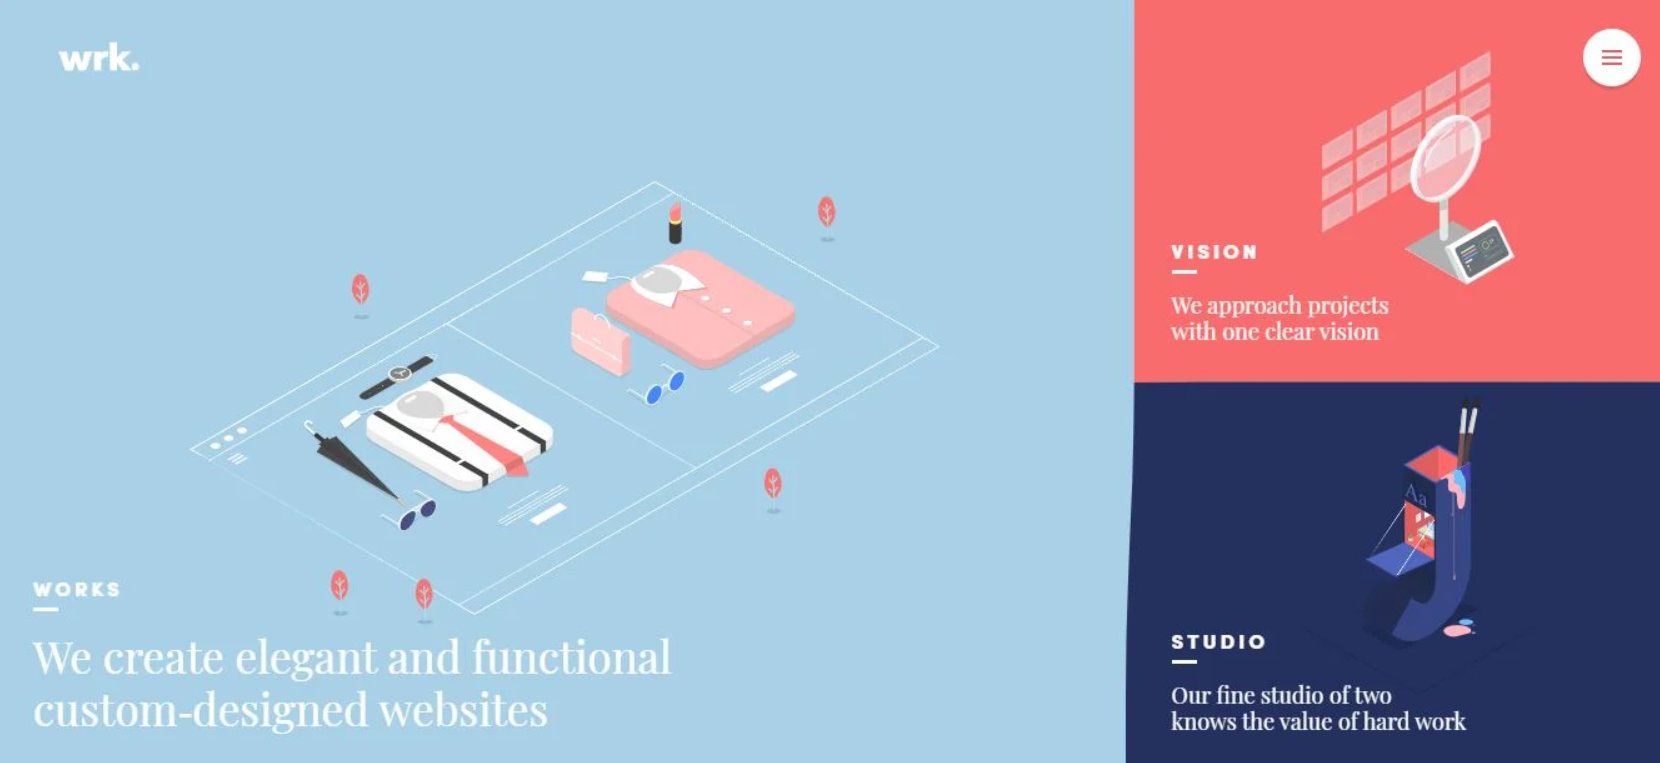 wrk.
WORKS
We create elegant and functional
custom-designed websites
VISION
We approach projects
with one clear vision
Aa
STUDIO
Our fine studio of two
knows the value of hard work